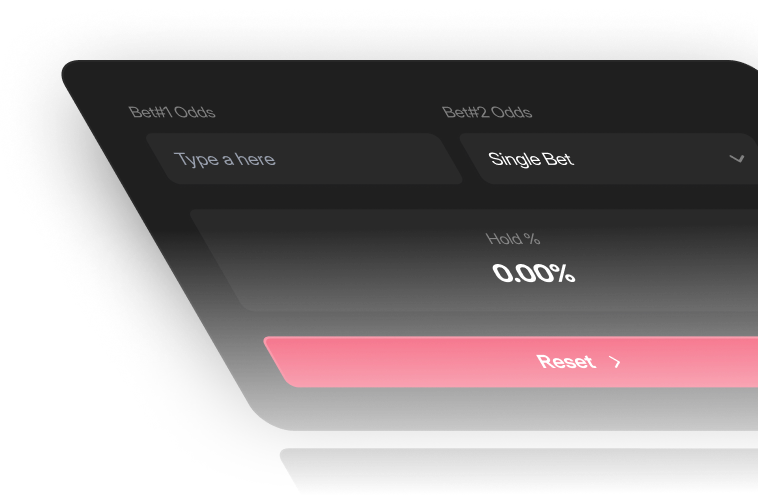 Bet#1 Odds
Bet#2 Odds
Type a here
Single Bet
Hold %
0.00%
Reset